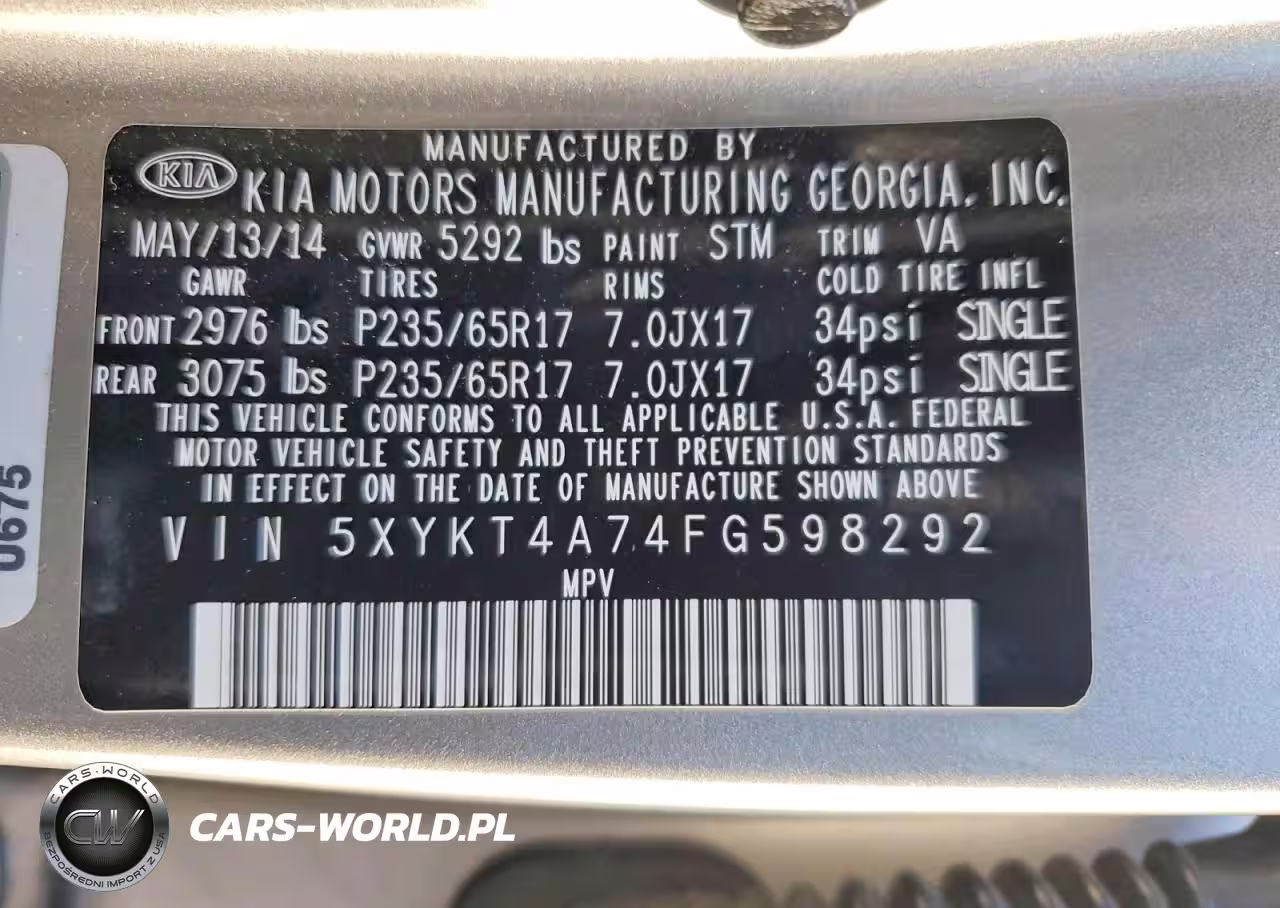 MANUFACTURED BY
KIA KIA MOTORS MANUFACTURING GEORGIA, INC.
MAY/13/14 GVWR 5292 lbs PAINT STM TRIM VA
GAWR TIRES RIMS COLD TIRE INFL
FRONT 2976 lbs P235/65R17 7.0JX17 34psi SINGLE
REAR 3075 lbs P235/65R17 7.0JX17 34psi SINGLE
THIS VEHICLE CONFORMS TO ALL APPLICABLE U.S.A. FEDERAL
MOTOR VEHICLE SAFETY AND THEFT PREVENTION STANDARDS
IN EFFECT ON THE DATE OF MANUFACTURE SHOWN ABOVE
VIN 5XYKT4A74FG598292
MPV
0675
CARS-WORLD
CW
BEZPOŚREDNI IMPORT Z USA
CARS-WORLD.PL